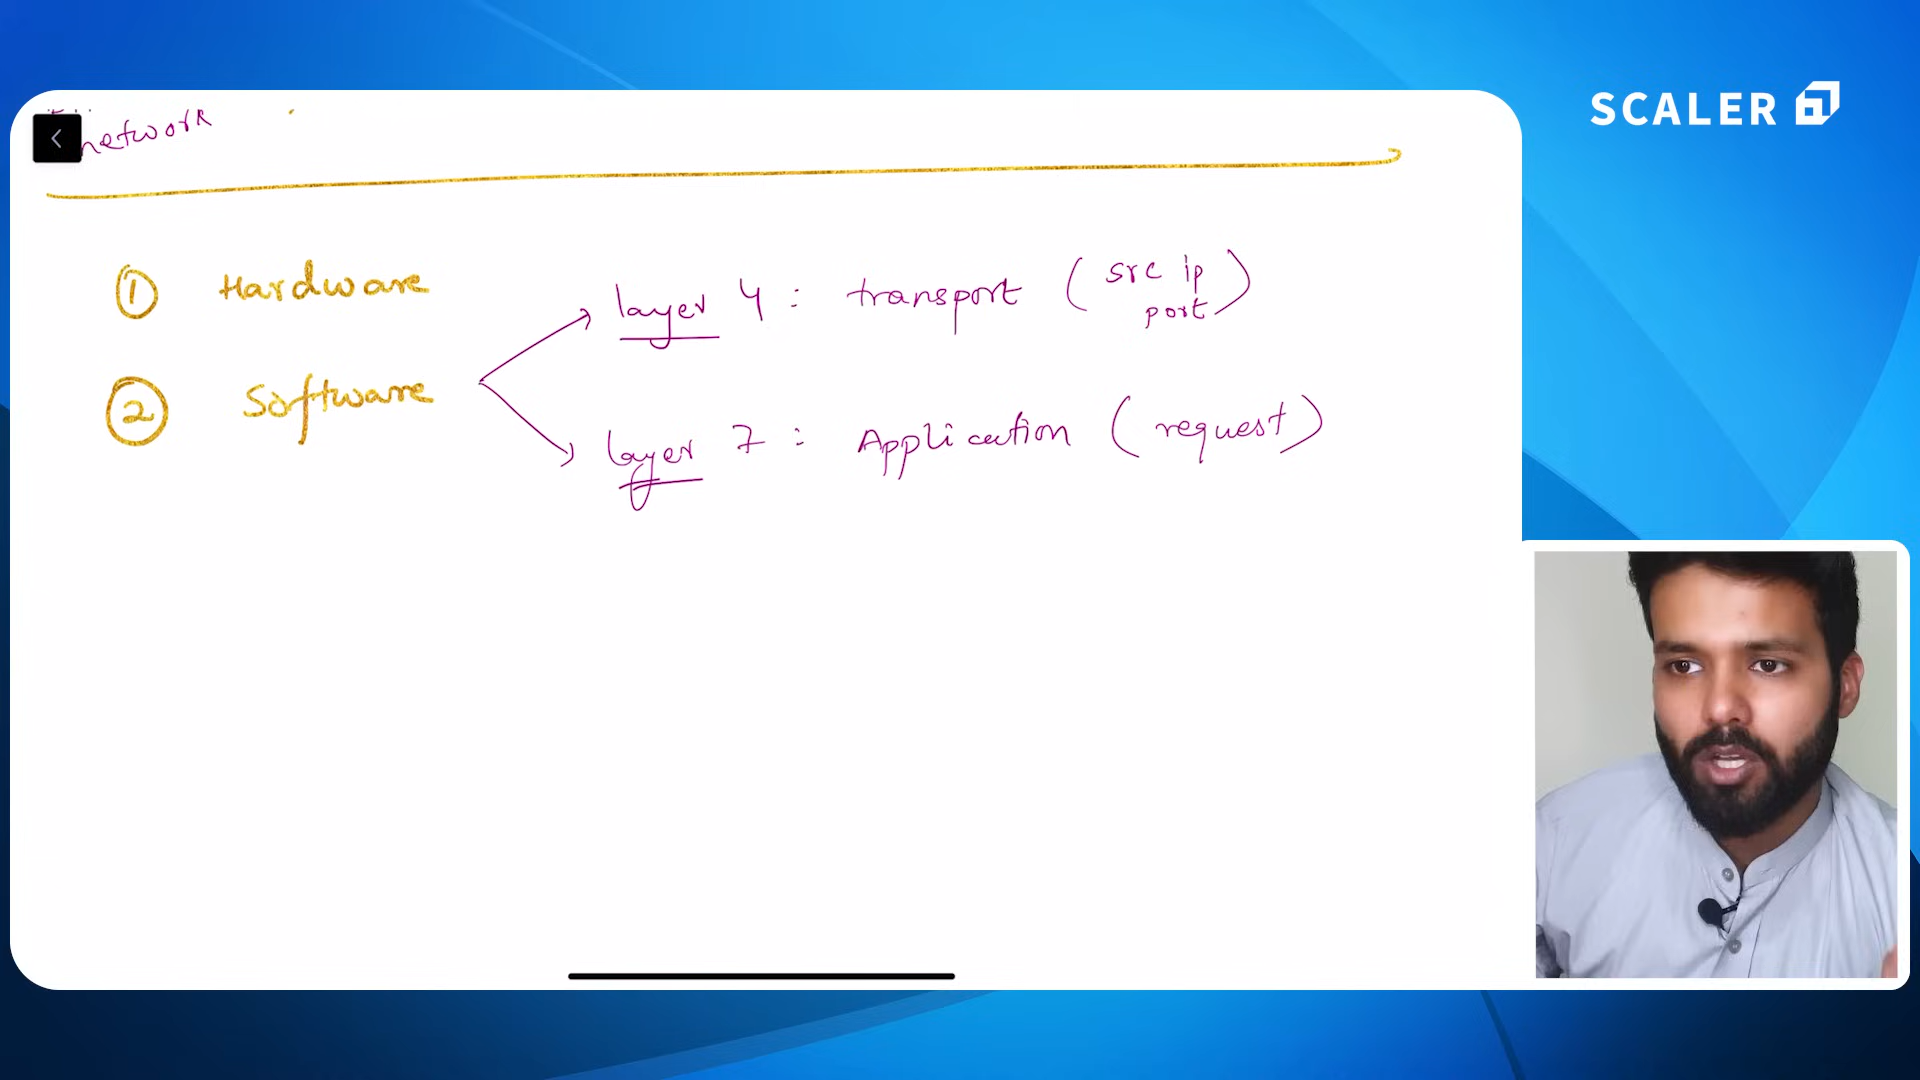 SCALER
network
1 Hardware
layer 4 : transport ( src ip port )
2 Software
layer 7 : Application ( request )